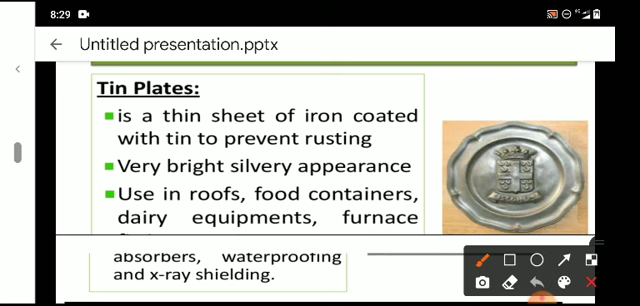 8:29
Untitled presentation.pptx
Tin Plates:
is a thin sheet of iron coated
with tin to prevent rusting
Very bright silvery appearance
Use in roofs, food containers,
dairy equipments, furnace
absorbers, waterproofing
and x-ray shielding.